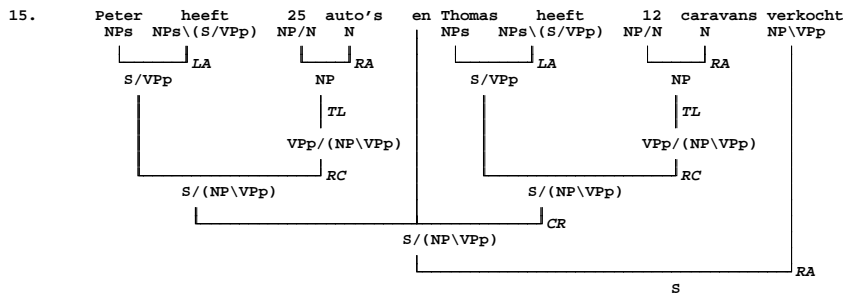 15. Peter heeft 25 auto's en Thomas heeft 12 caravans verkocht
NPs NPs\(S/VPp) NP/N N NPs NPs\(S/VPp) NP/N N NP\VPp
LA RA LA RA
S/VPp NP S/VPp NP
TL TL
VPp/(NP\VPp) VPp/(NP\VPp)
RC RC
S/(NP\VPp) S/(NP\VPp)
CR
S/(NP\VPp)
RA
S